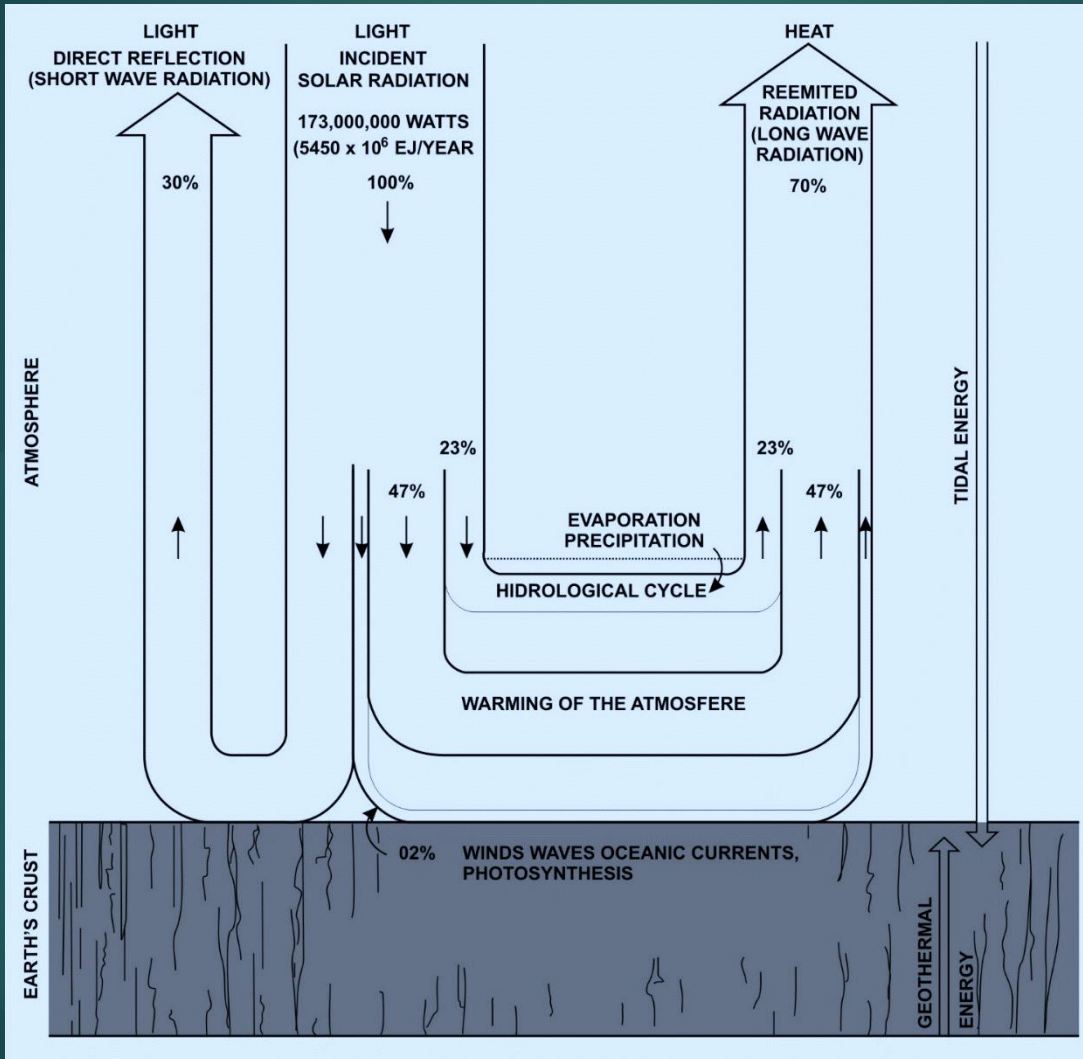 LIGHT
DIRECT REFLECTION
(SHORT WAVE RADIATION)
30%
LIGHT
INCIDENT
SOLAR RADIATION
173,000,000 WATTS
(5450 x 10⁶ EJ/YEAR
100%
HEAT
REEMITED
RADIATION
(LONG WAVE
RADIATION)
70%
ATMOSPHERE
TIDAL ENERGY
23%
47%
23%
47%
EVAPORATION
PRECIPITATION
HIDROLOGICAL CYCLE
WARMING OF THE ATMOSFERE
02% WINDS WAVES OCEANIC CURRENTS,
PHOTOSYNTHESIS
EARTH'S CRUST
GEOTHERMAL
ENERGY